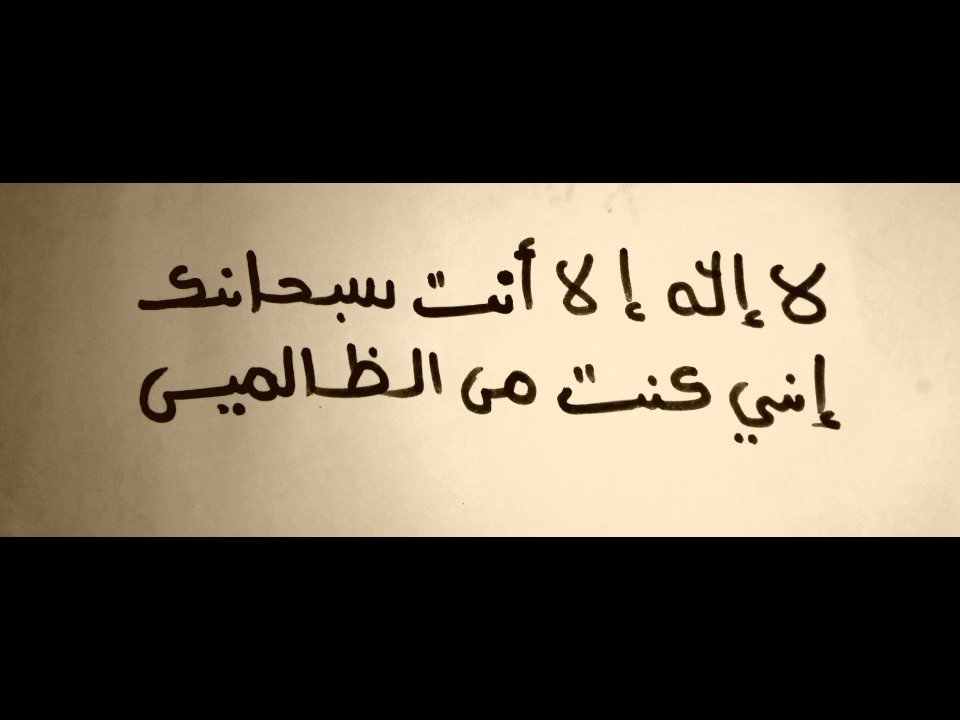 لا إله إلا أنت سبحانك
إني كنت من الظالمين